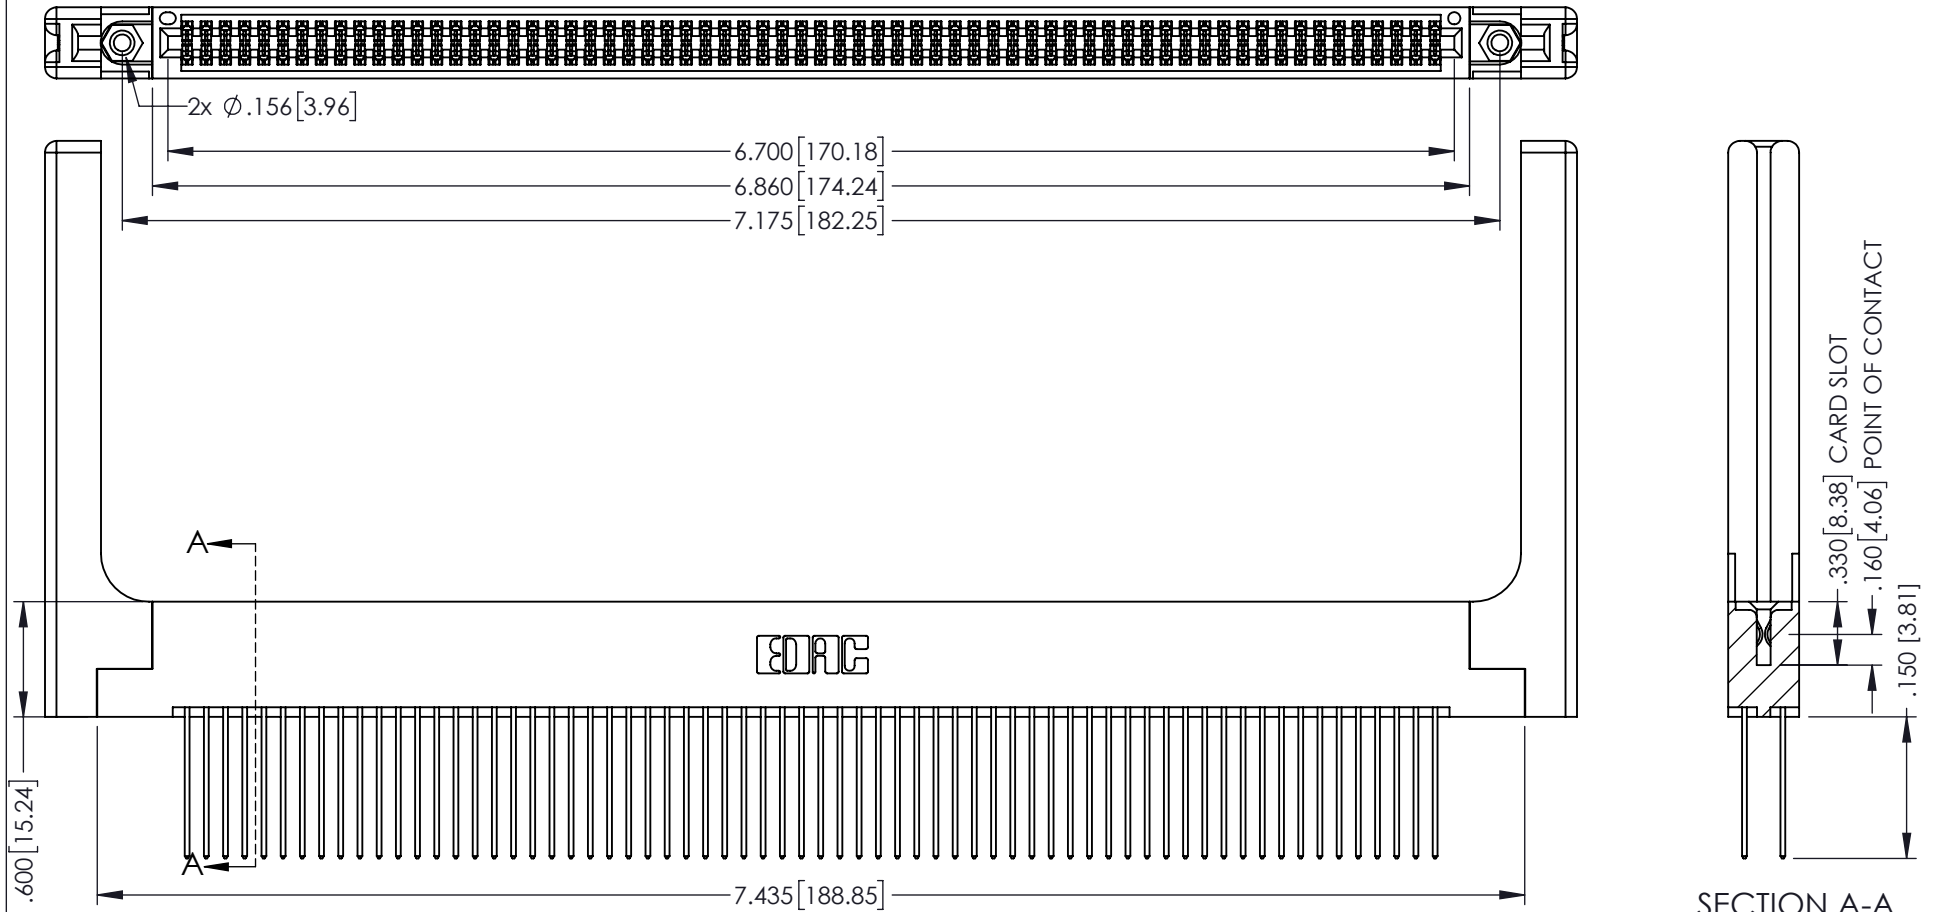 2x Ø.156[3.96]
6.700[170.18]
6.860[174.24]
7.175[182.25]
A
EDAC
A
.600[15.24]
7.435[188.85]
.330[8.38] CARD SLOT
.160[4.06] POINT OF CONTACT
.150 [3.81]
SECTION A-A